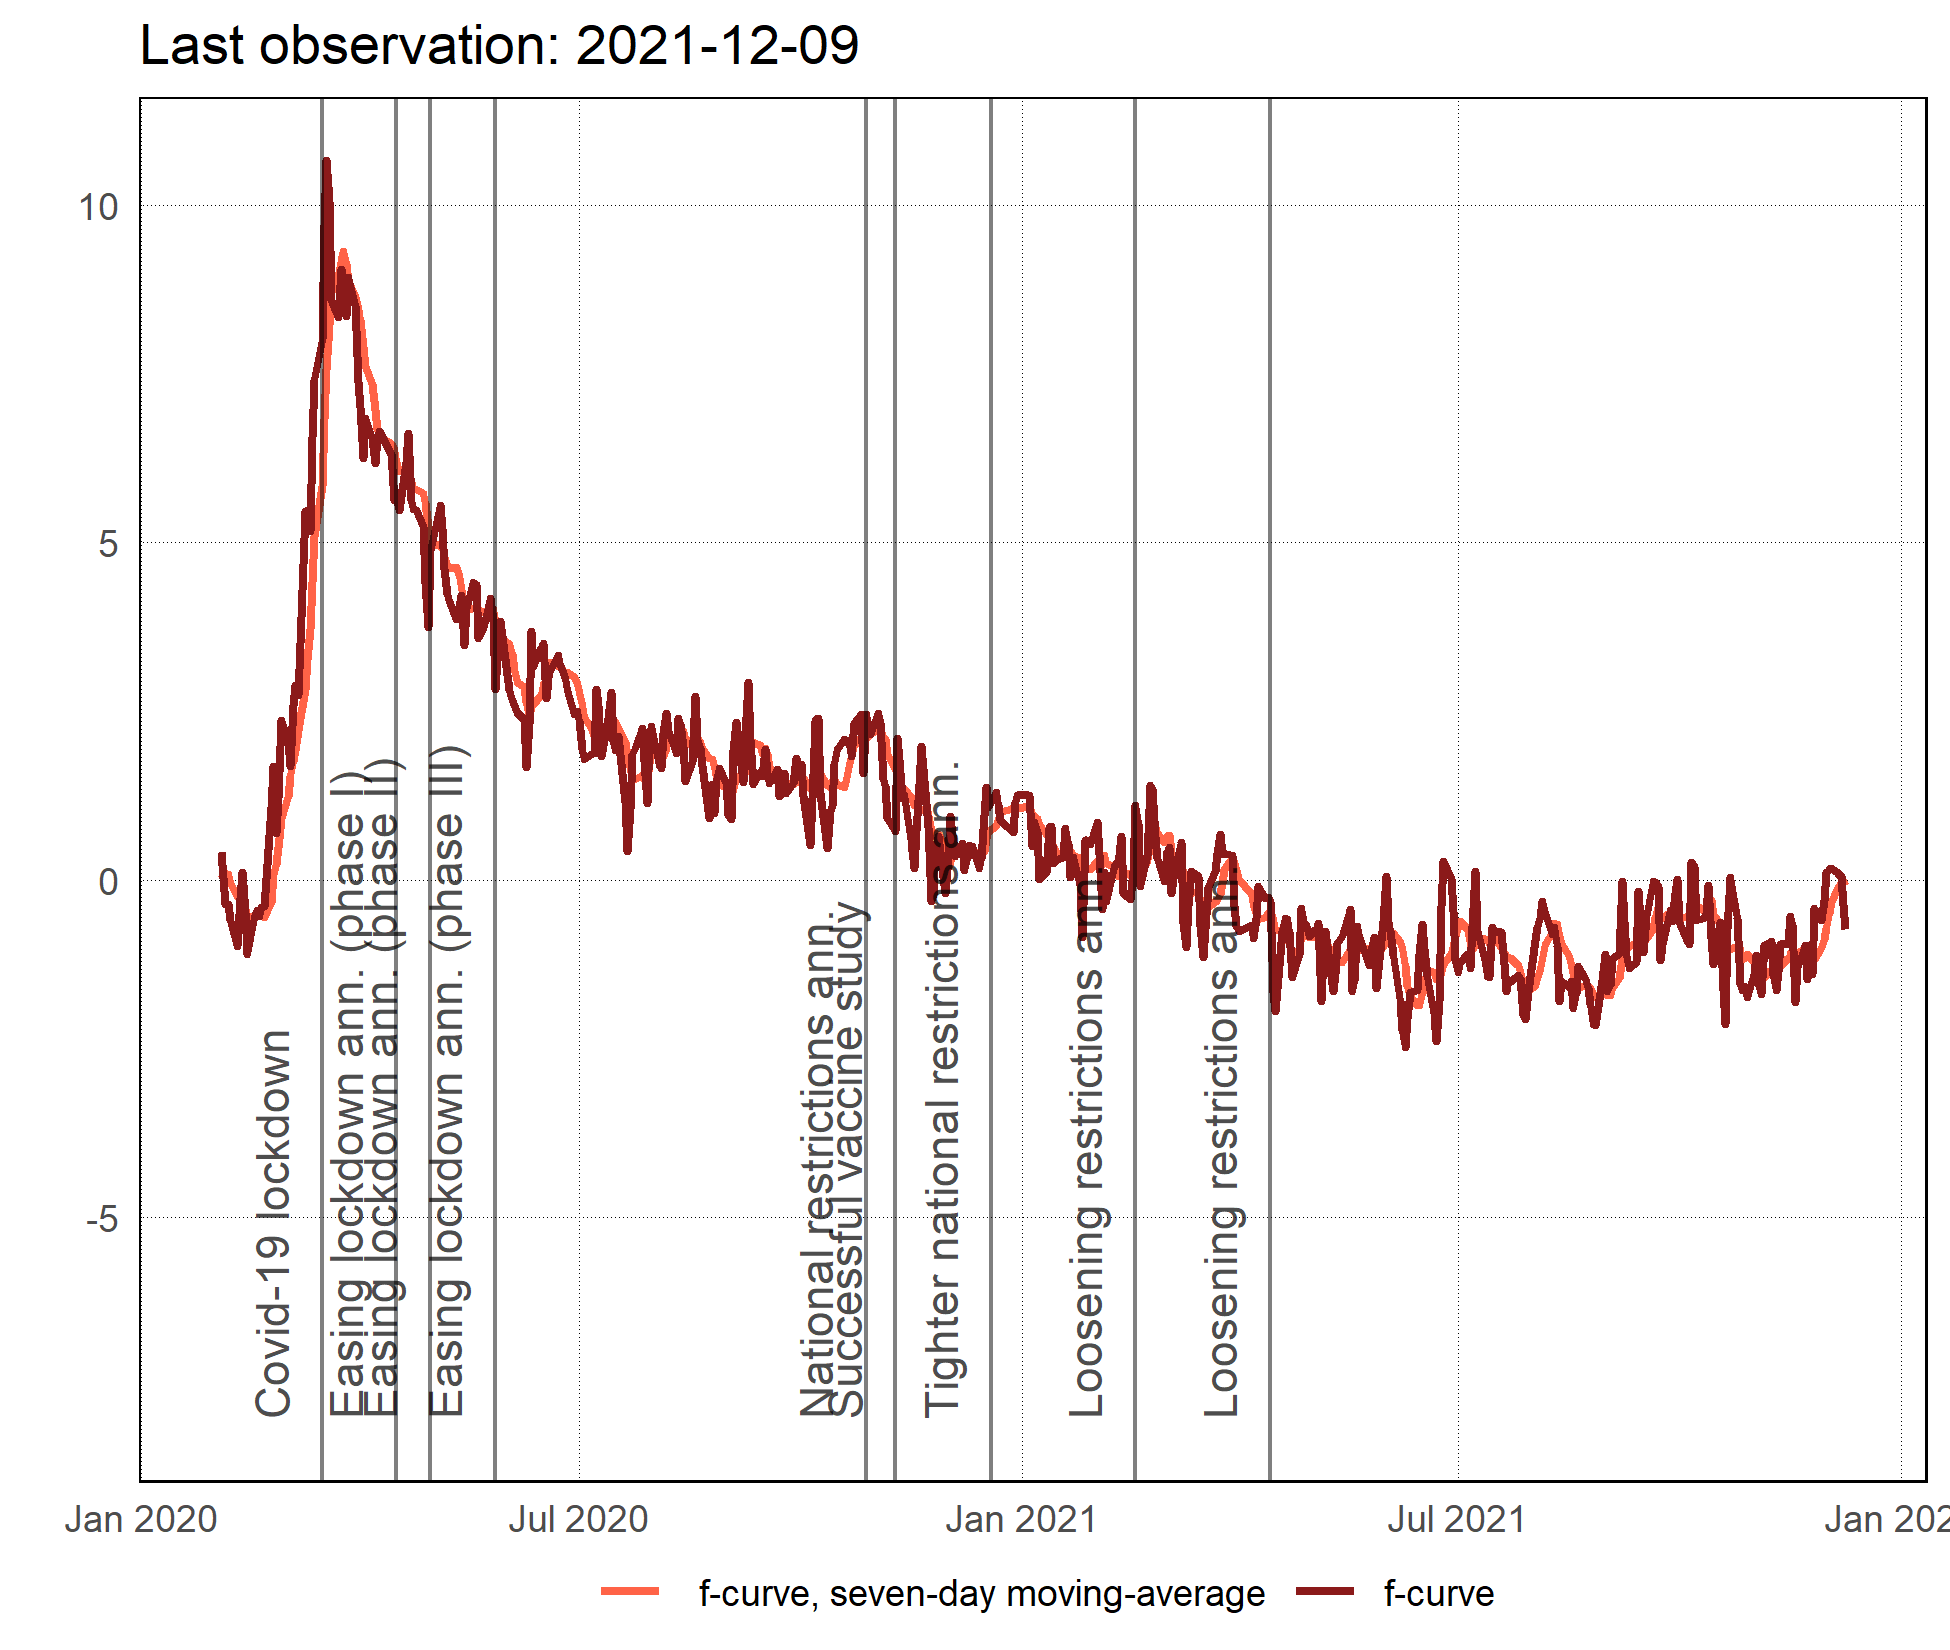 Last observation: 2021-12-09
10
5
0
-5
Covid-19 lockdown
Easing lockdown ann. (phase I)
Easing lockdown ann. (phase II)
Easing lockdown ann. (phase III)
National restrictions ann.
Successful vaccine study
Tighter national restrictions ann.
Loosening restrictions ann.
Loosening restrictions ann.
Jan 2020
Jul 2020
Jan 2021
Jul 2021
Jan 202
f-curve, seven-day moving-average
f-curve